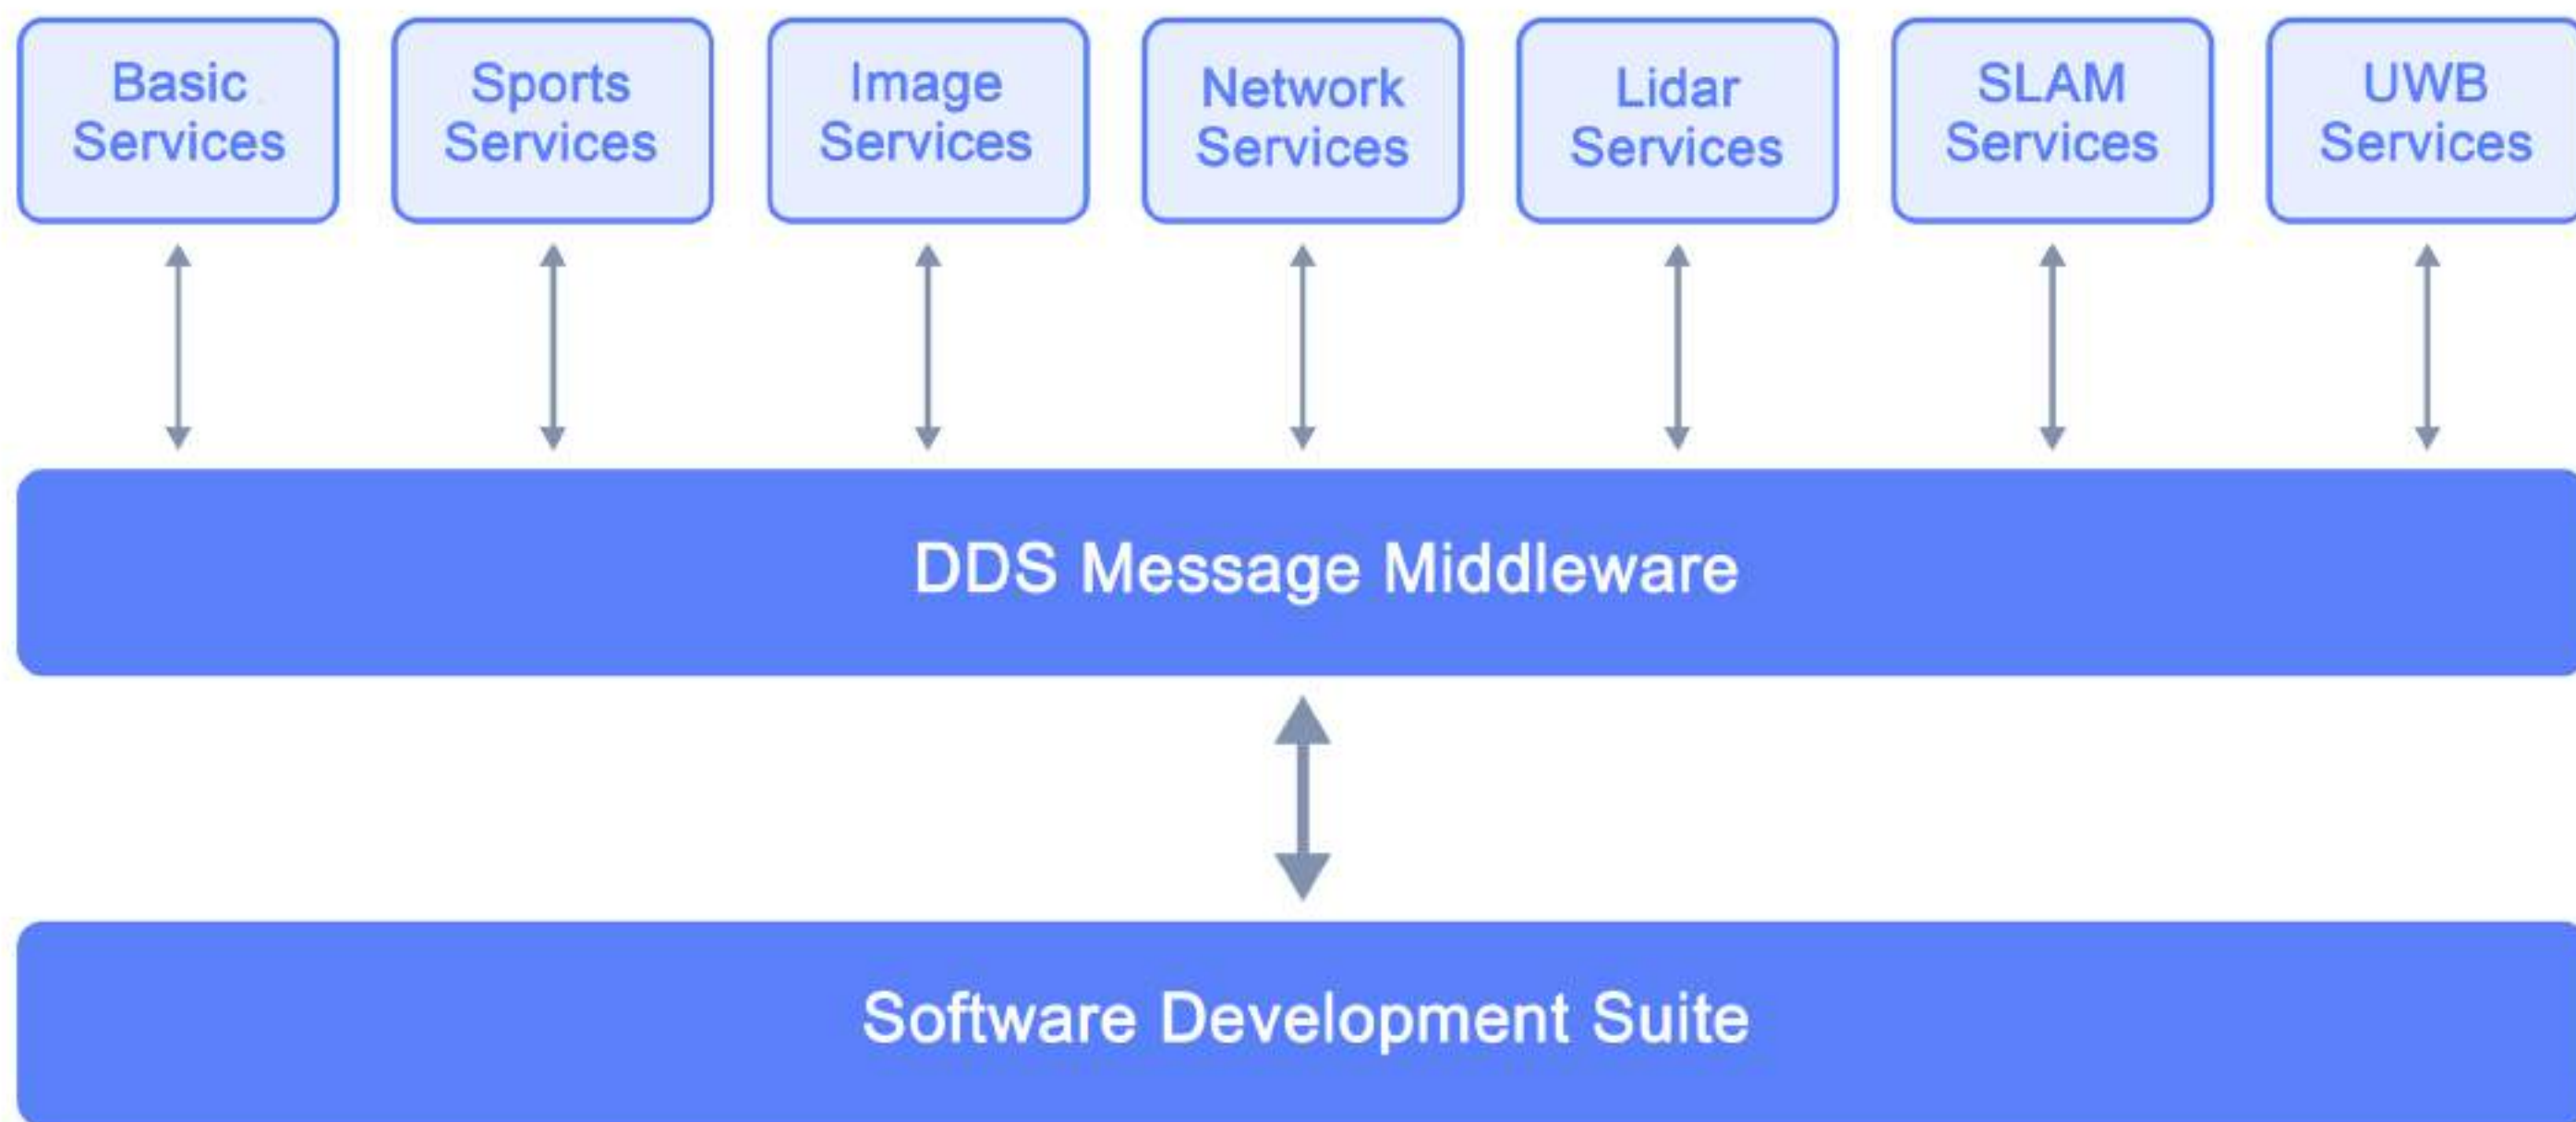 Basic
Services
Sports
Services
Image
Services
Network
Services
Lidar
Services
SLAM
Services
UWB
Services
DDS Message Middleware
Software Development Suite